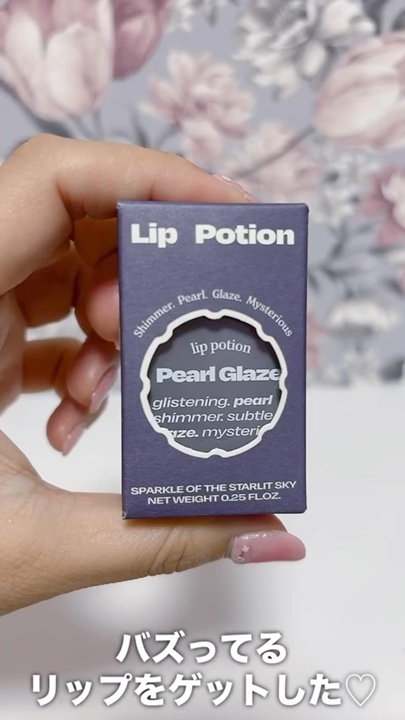 Lip Potion
Shimmer. Pearl. Glaze. Mysterious
lip potion
Pearl Glaze
glistening. pearl
shimmer. subtle
aze. mysteri
SPARKLE OF THE STARLIT SKY
NET WEIGHT 0.25 FL.OZ.
バズってる
リップをゲットした♡